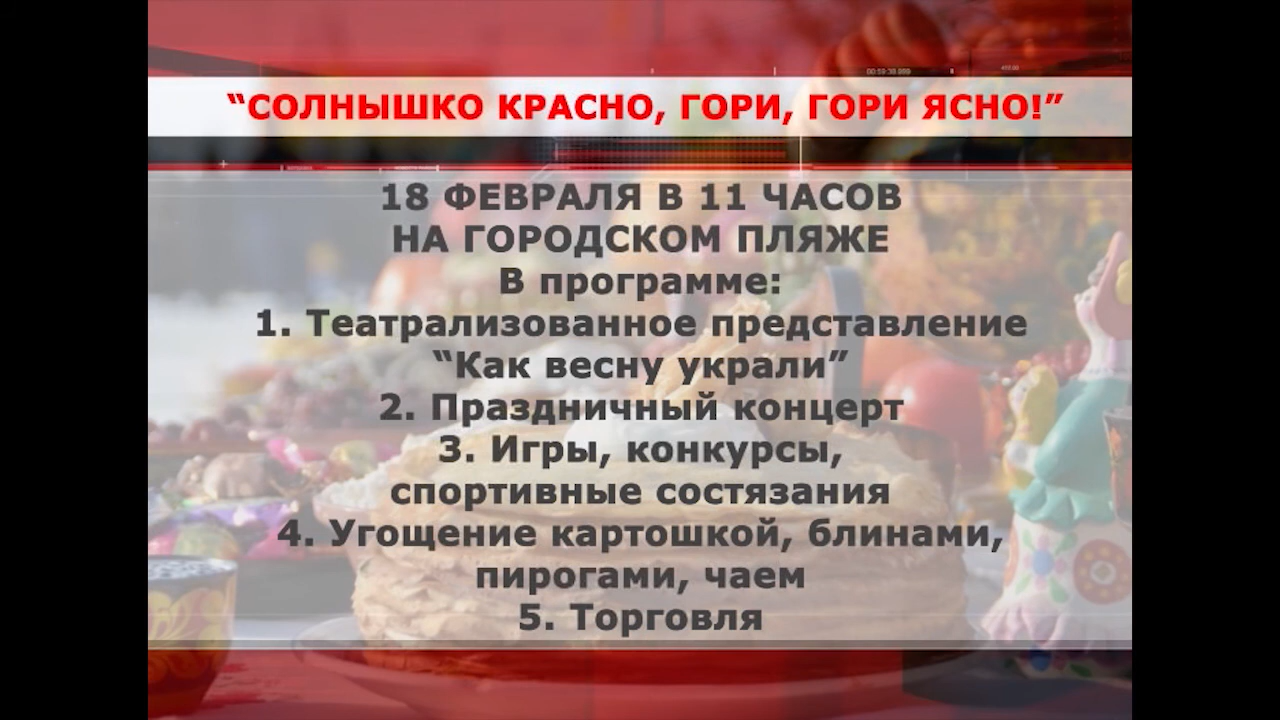 “СОЛНЫШКО КРАСНО, ГОРИ, ГОРИ ЯСНО!”
18 ФЕВРАЛЯ В 11 ЧАСОВ
НА ГОРОДСКОМ ПЛЯЖЕ
В программе:
1. Театрализованное представление
“Как весну украли”
2. Праздничный концерт
3. Игры, конкурсы,
спортивные состязания
4. Угощение картошкой, блинами,
пирогами, чаем
5. Торговля